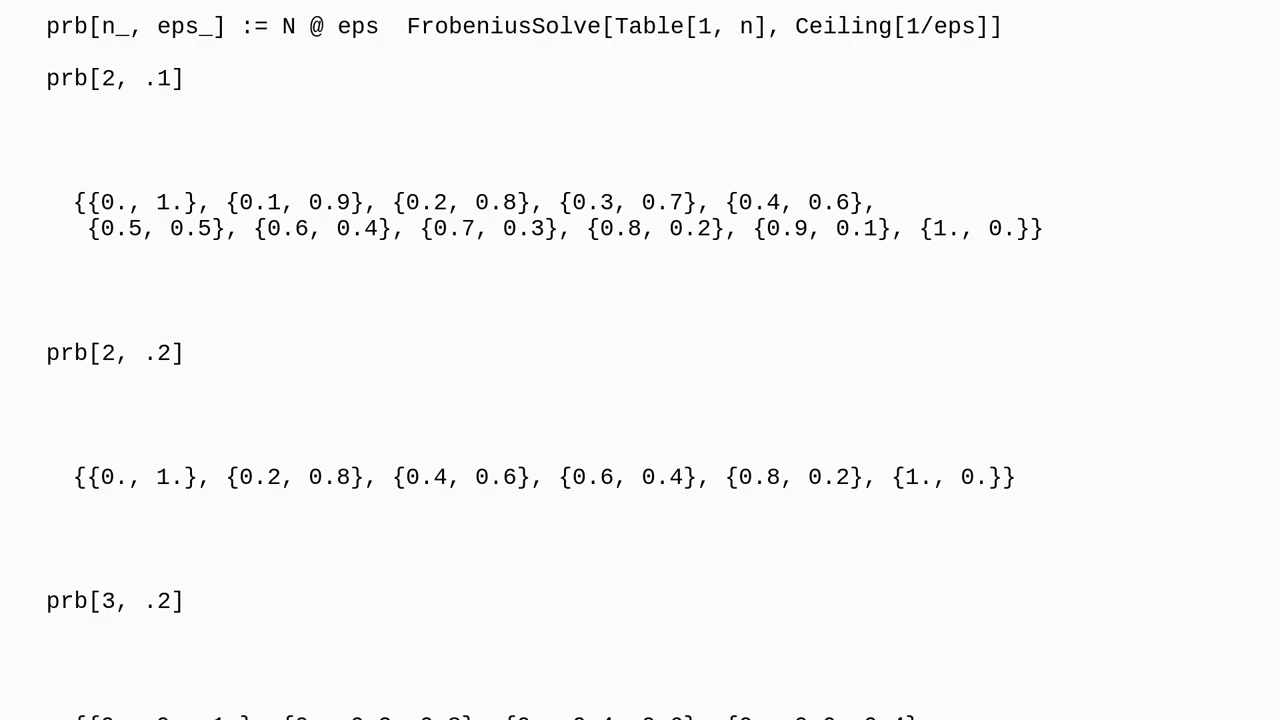 prb[n_, eps_] := N @ eps  FrobeniusSolve[Table[1, n], Ceiling[1/eps]]
prb[2, .1]
{{0., 1.}, {0.1, 0.9}, {0.2, 0.8}, {0.3, 0.7}, {0.4, 0.6},
{0.5, 0.5}, {0.6, 0.4}, {0.7, 0.3}, {0.8, 0.2}, {0.9, 0.1}, {1., 0.}}
prb[2, .2]
{{0., 1.}, {0.2, 0.8}, {0.4, 0.6}, {0.6, 0.4}, {0.8, 0.2}, {1., 0.}}
prb[3, .2]